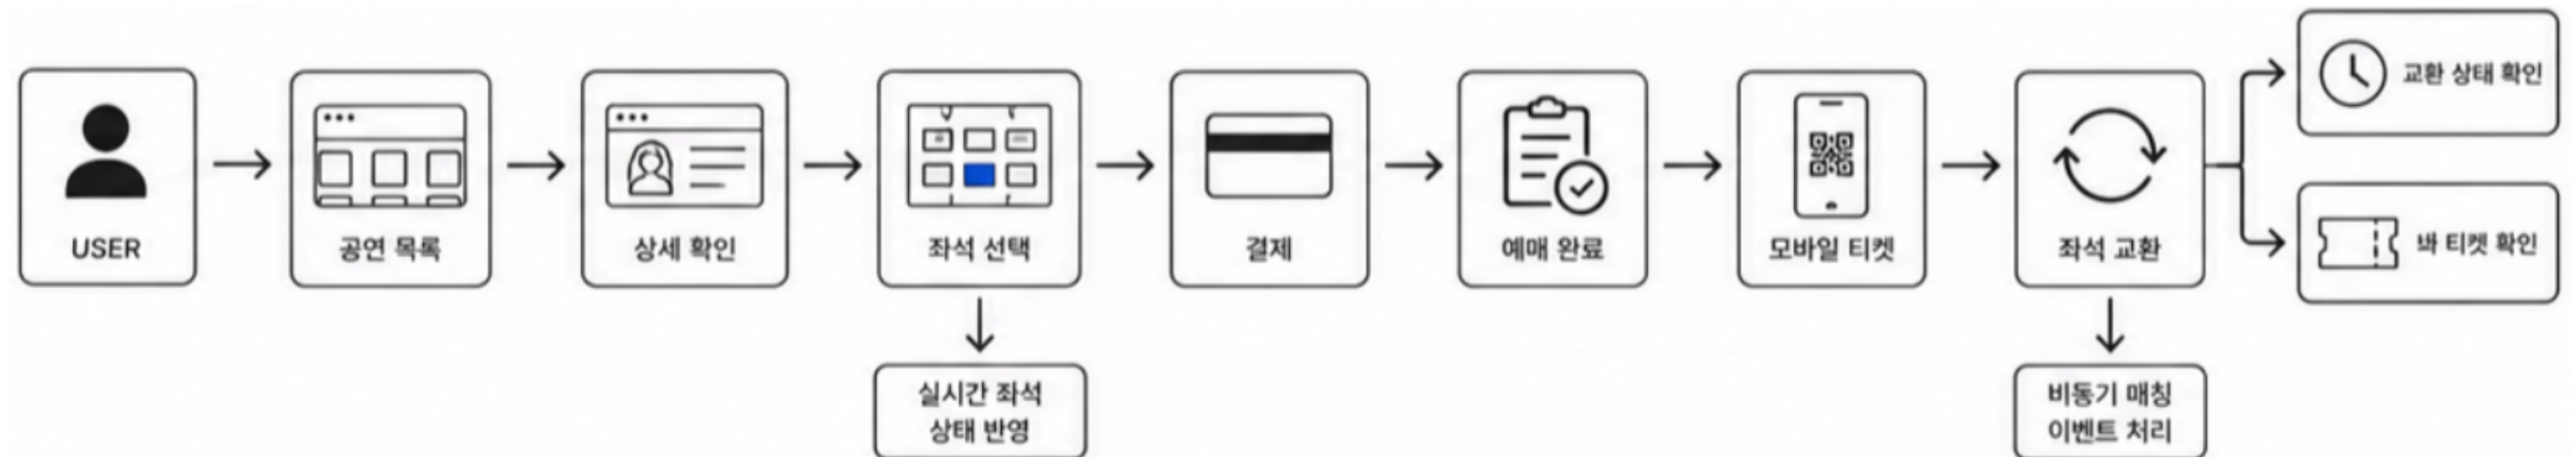 USER
공연 목록
상세 확인
좌석 선택
결제
예매 완료
모바일 티켓
좌석 교환
교환 상태 확인
티켓 확인
실시간 좌석
상태 반영
비동기 매칭
이벤트 처리